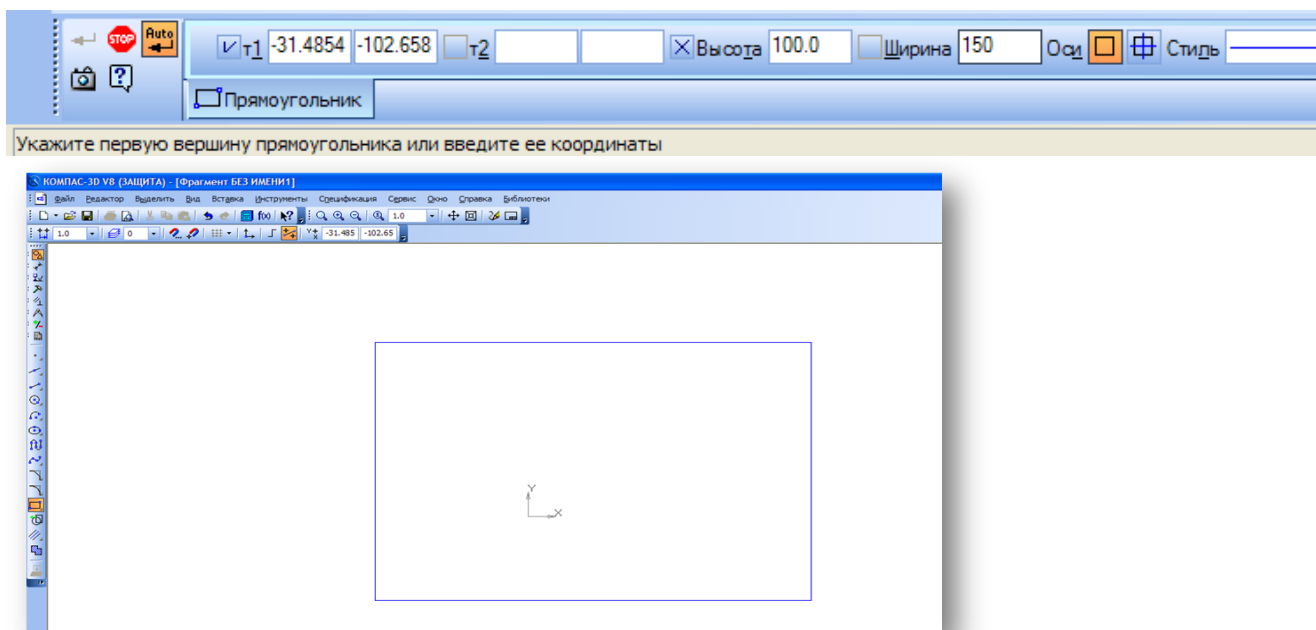 STOP Auto т1 -31.4854 -102.658 т2 Высота 100.0 Ширина 150 Оси Стиль
Прямоугольник
Укажите первую вершину прямоугольника или введите ее координаты
КОМПАС-3D V8 (ЗАЩИТА) - [Фрагмент БЕЗ ИМЕНИ1]
Файл Редактор Выделить Вид Вставка Инструменты Спецификация Сервис Окно Справка Библиотеки
f(x) 1.0
1.0 0 -31.485 -102.65
Y
X